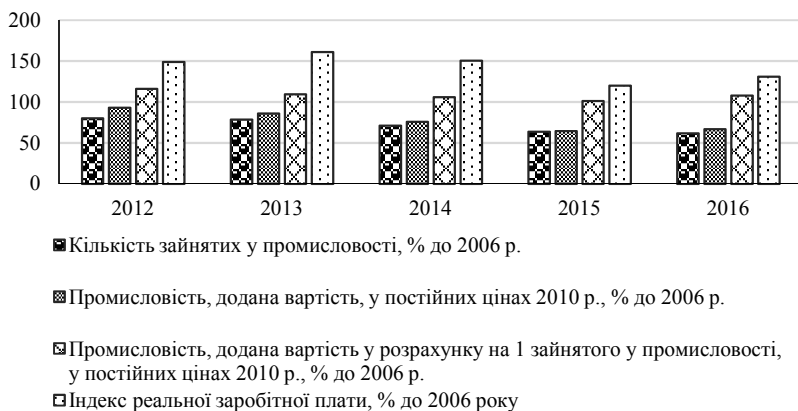 200
150
100
50
0
2012 2013 2014 2015 2016
Кількість зайнятих у промисловості, % до 2006 р.
Промисловість, додана вартість, у постійних цінах 2010 р., % до 2006 р.
Промисловість, додана вартість у розрахунку на 1 зайнятого у промисловості,
у постійних цінах 2010 р., % до 2006 р.
Індекс реальної заробітної плати, % до 2006 року